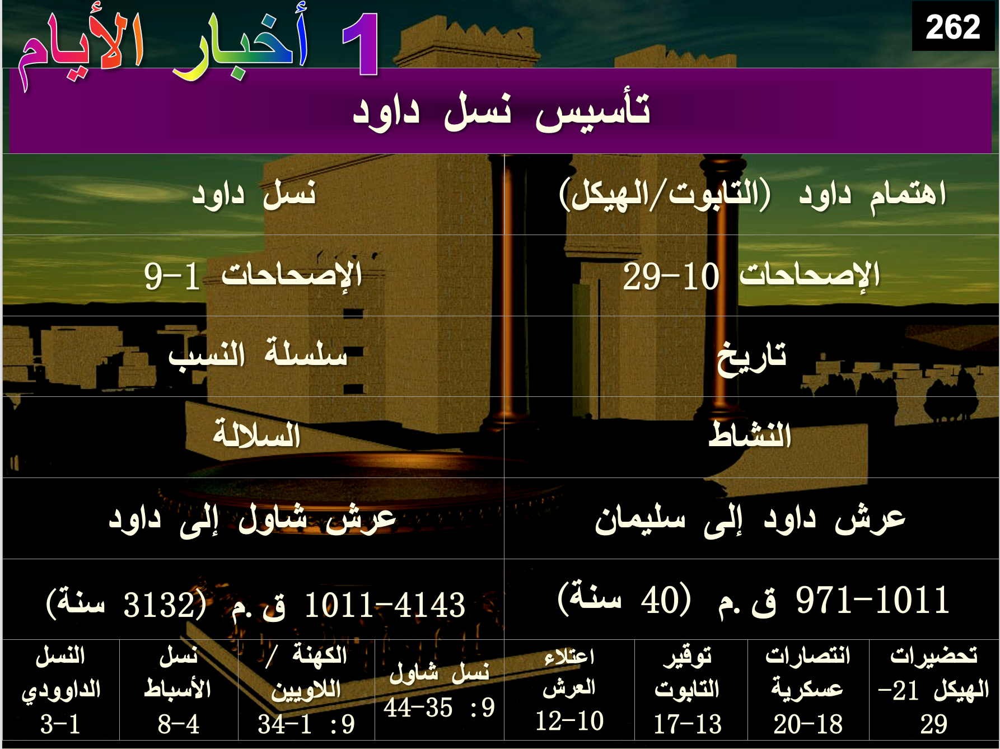 262
1 أخبار الأيام
تأسيس نسل داود
اهتمام داود (التابوت/الهيكل)
نسل داود
الإصحاحات 10-29
الإصحاحات 1-9
تاريخ
سلسلة النسب
النشاط
السلالة
عرش داود إلى سليمان
عرش شاول إلى داود
1011-971 ق.م (40 سنة)
4143-1011 ق.م (3132 سنة)
تحضيرات
الهيكل 21-
29
انتصارات
عسكرية
18-20
توقير
التابوت
13-17
اعتلاء
العرش
10-12
نسل شاول
9: 35-44
الكهنة /
اللاويين
9: 1-34
نسل
الأسباط
4-8
النسل
الداوودي
1-3